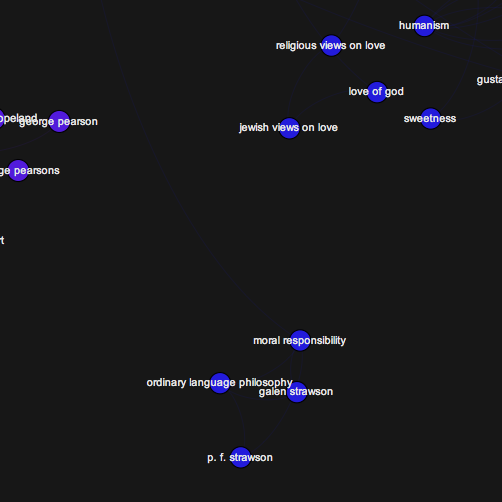 humanism
religious views on love
gusta
love of god
opeland
george pearson
sweetness
jewish views on love
ge pearsons
rt
moral responsibility
ordinary language philosophy
galen strawson
p. f. strawson